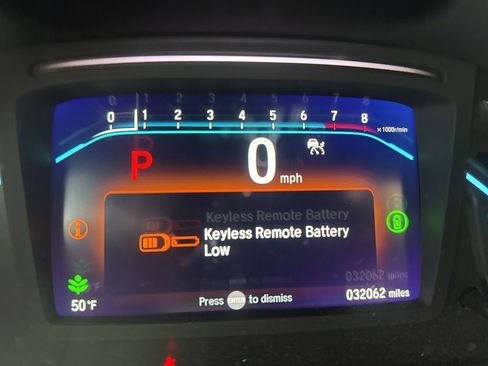 0 1 2 3 4 5 6 7 8
x1000r/min
P
0 mph
Keyless Remote Battery
Keyless Remote Battery
Low
i
032062 miles
50°F
Press ENTER to dismiss
032062 miles